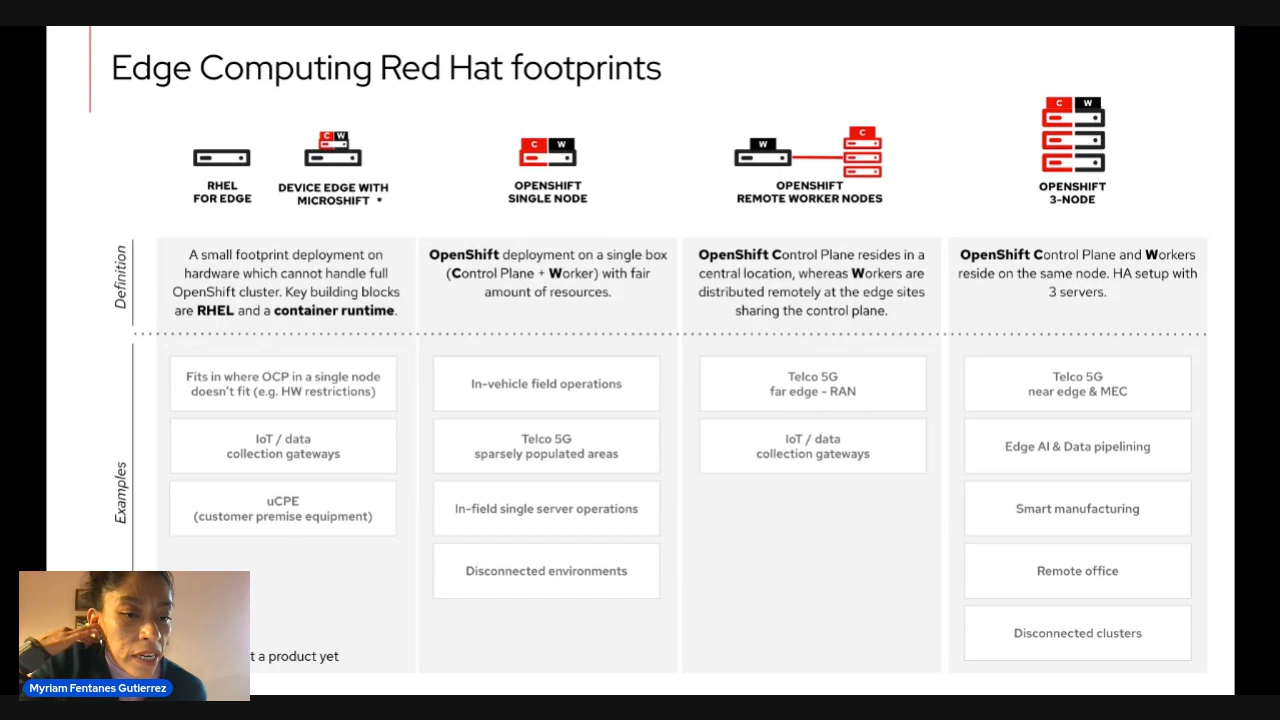 Edge Computing Red Hat footprints
C W
C W
W
C
C W
RHEL
FOR EDGE
DEVICE EDGE WITH
MICROSHIFT *
OPENSHIFT
SINGLE NODE
OPENSHIFT
REMOTE WORKER NODES
OPENSHIFT
3-NODE
Definition
A small footprint deployment on
hardware which cannot handle full
OpenShift cluster. Key building blocks
are RHEL and a container runtime.
OpenShift deployment on a single box
(Control Plane + Worker) with fair
amount of resources.
OpenShift Control Plane resides in a
central location, whereas Workers are
distributed remotely at the edge sites
sharing the control plane.
OpenShift Control Plane and Workers
reside on the same node. HA setup with
3 servers.
Examples
Fits in where OCP in a single node
doesn't fit (e.g. HW restrictions)
IoT / data
collection gateways
uCPE
(customer premise equipment)
In-vehicle field operations
Telco 5G
sparsely populated areas
In-field single server operations
Disconnected environments
Telco 5G
far edge - RAN
IoT / data
collection gateways
Telco 5G
near edge & MEC
Edge AI & Data pipelining
Smart manufacturing
Remote office
Disconnected clusters
t a product yet
Myriam Fentanes Gutierrez